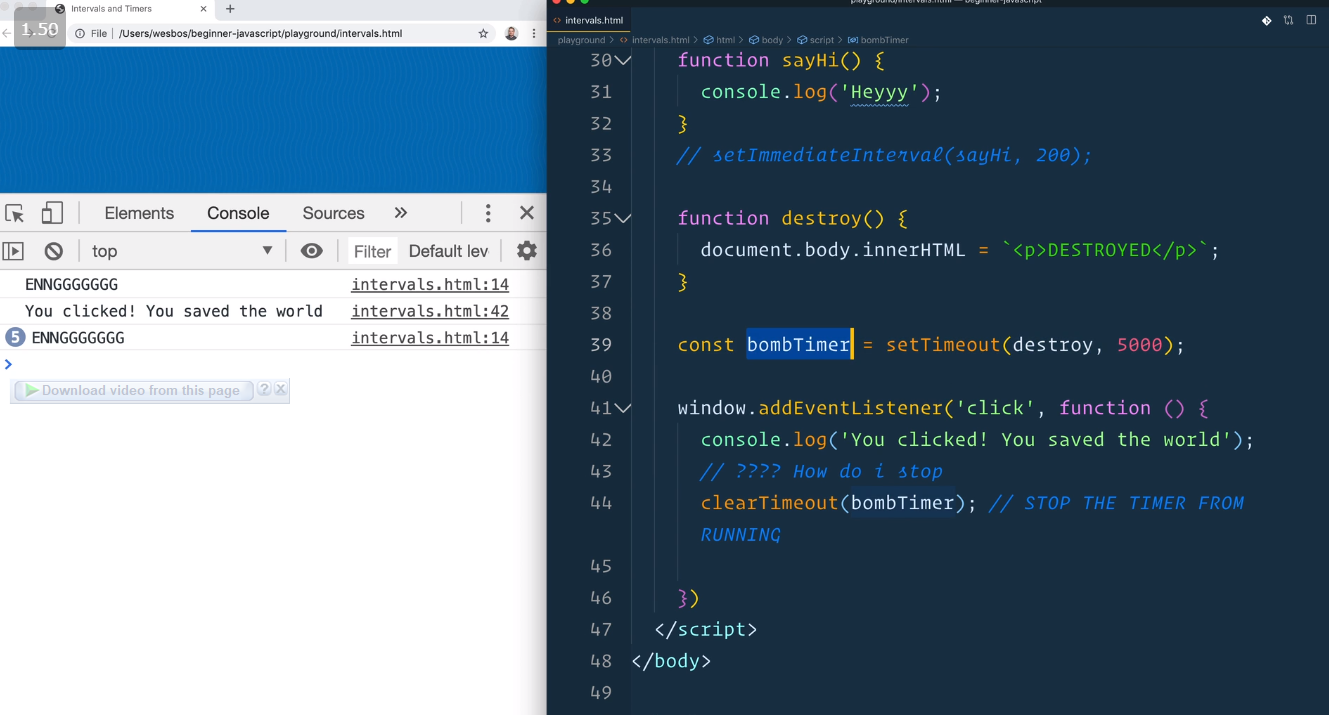 playground/intervals.html — beginner-javascript
Intervals and Timers
1.50
File | /Users/wesbos/beginner-javascript/playground/intervals.html
Elements Console Sources
top Filter Default lev
ENNGGGGGGG intervals.html:14
You clicked! You saved the world intervals.html:42
5 ENNGGGGGGG intervals.html:14
Download video from this page
intervals.html
playground > intervals.html > html > body > script > bombTimer
30 function sayHi() {
31 console.log('Heyyy');
32 }
33 // setImmediateInterval(sayHi, 200);
34
35 function destroy() {
36 document.body.innerHTML = `<p>DESTROYED</p>`;
37 }
38
39 const bombTimer = setTimeout(destroy, 5000);
40
41 window.addEventListener('click', function () {
42 console.log('You clicked! You saved the world');
43 // ???? How do i stop
44 clearTimeout(bombTimer); // STOP THE TIMER FROM
RUNNING
45
46 })
47 </script>
48 </body>
49